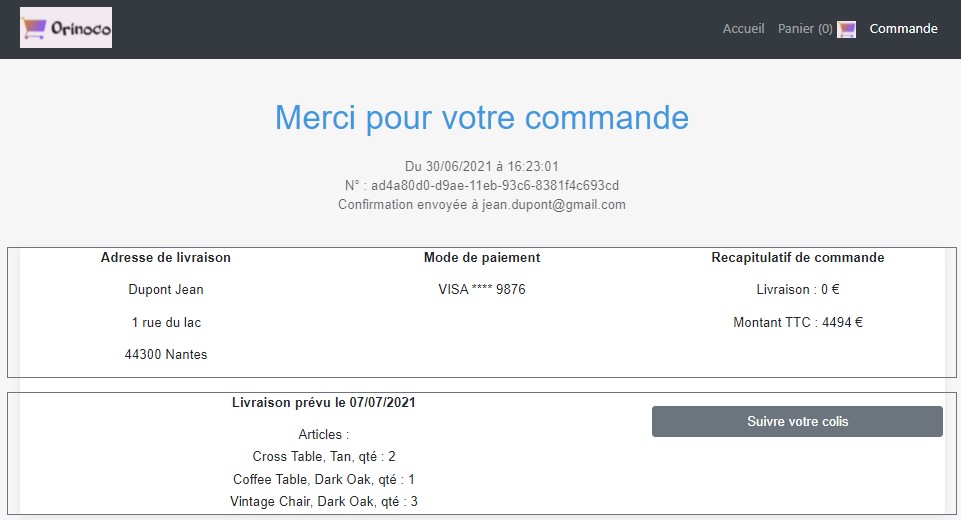 Orinoco
Accueil Panier (0) Commande
Merci pour votre commande
Du 30/06/2021 à 16:23:01
N° : ad4a80d0-d9ae-11eb-93c6-8381f4c693cd
Confirmation envoyée à jean.dupont@gmail.com
Adresse de livraison
Dupont Jean
1 rue du lac
44300 Nantes
Mode de paiement
VISA **** 9876
Recapitulatif de commande
Livraison : 0 €
Montant TTC : 4494 €
Livraison prévu le 07/07/2021
Articles :
Cross Table, Tan, qté : 2
Coffee Table, Dark Oak, qté : 1
Vintage Chair, Dark Oak, qté : 3
Suivre votre colis